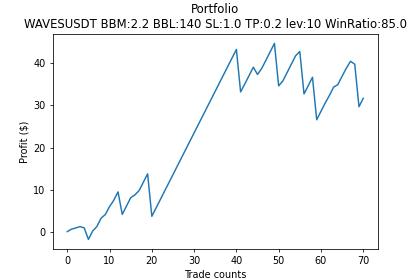 Portfolio
WAVESUSDT BBM:2.2 BBL:140 SL:1.0 TP:0.2 lev:10 WinRatio:85.0
40
30
20
10
0
Profit ($)
0 10 20 30 40 50 60 70
Trade counts